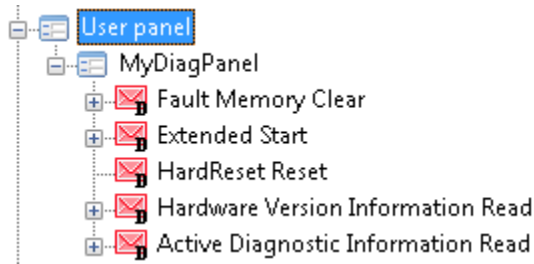 User panel
MyDiagPanel
Fault Memory Clear
Extended Start
HardReset Reset
Hardware Version Information Read
Active Diagnostic Information Read